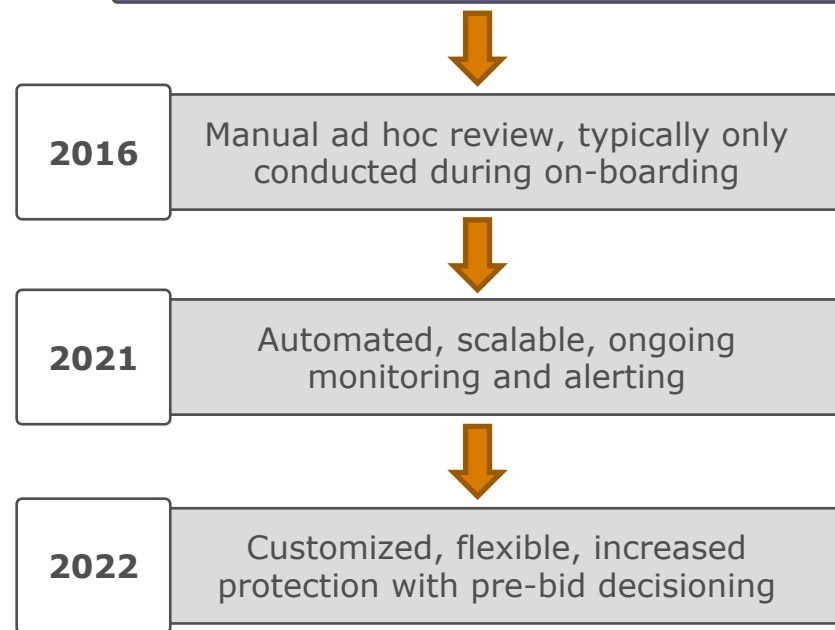 2016
Manual ad hoc review, typically only
conducted during on-boarding
2021
Automated, scalable, ongoing
monitoring and alerting
2022
Customized, flexible, increased
protection with pre-bid decisioning